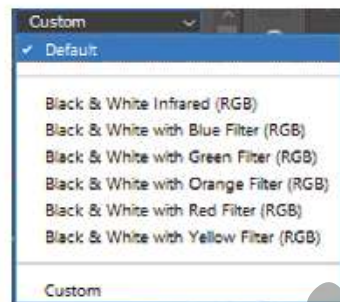 Custom
Default
Black & White Infrared (RGB)
Black & White with Blue Filter (RGB)
Black & White with Green Filter (RGB)
Black & White with Orange Filter (RGB)
Black & White with Red Filter (RGB)
Black & White with Yellow Filter (RGB)
Custom